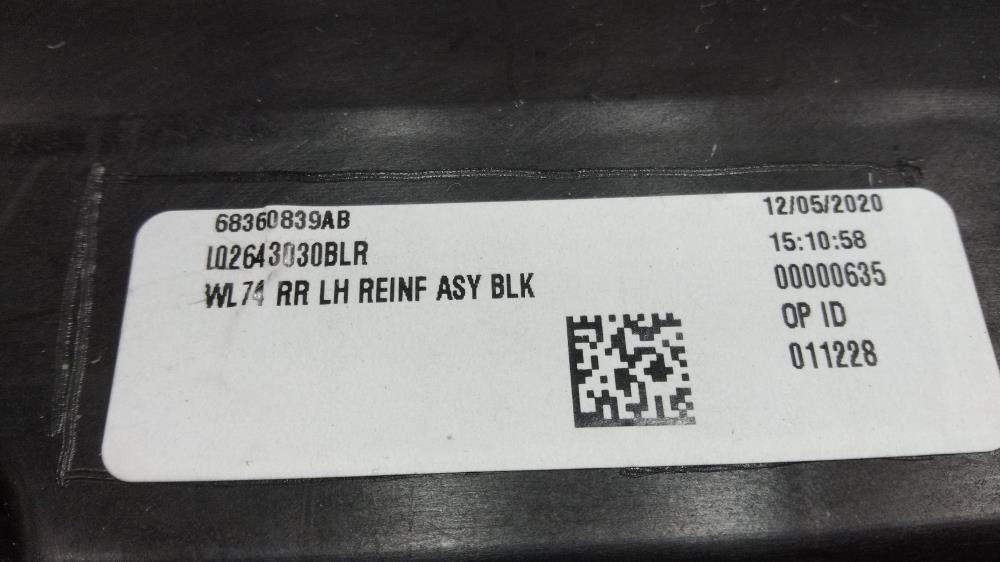 68360839AB
LQ2643030BLR
WL74 RR LH REINF ASY BLK
12/05/2020
15:10:58
00000635
OP ID
011228